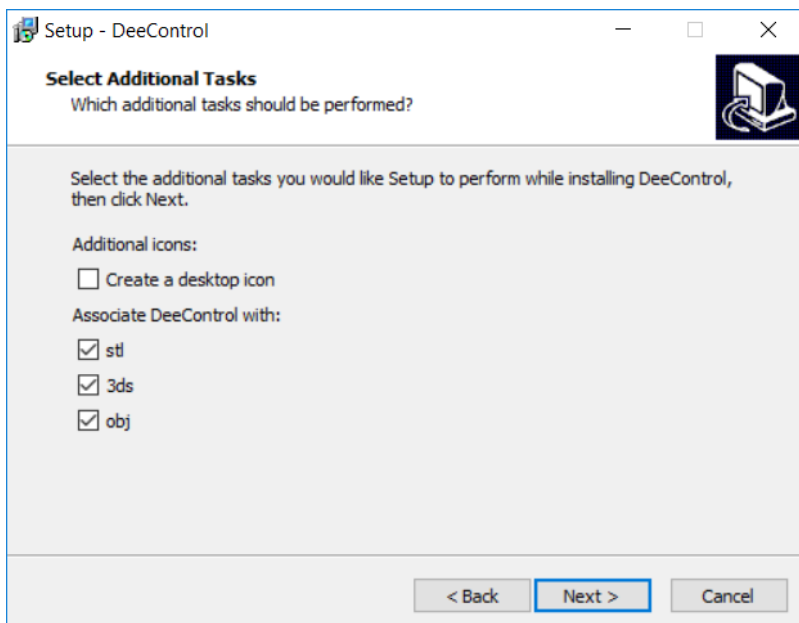 Setup - DeeControl
Select Additional Tasks
Which additional tasks should be performed?
Select the additional tasks you would like Setup to perform while installing DeeControl,
then click Next.
Additional icons:
Create a desktop icon
Associate DeeControl with:
stl
3ds
obj
< Back Next > Cancel